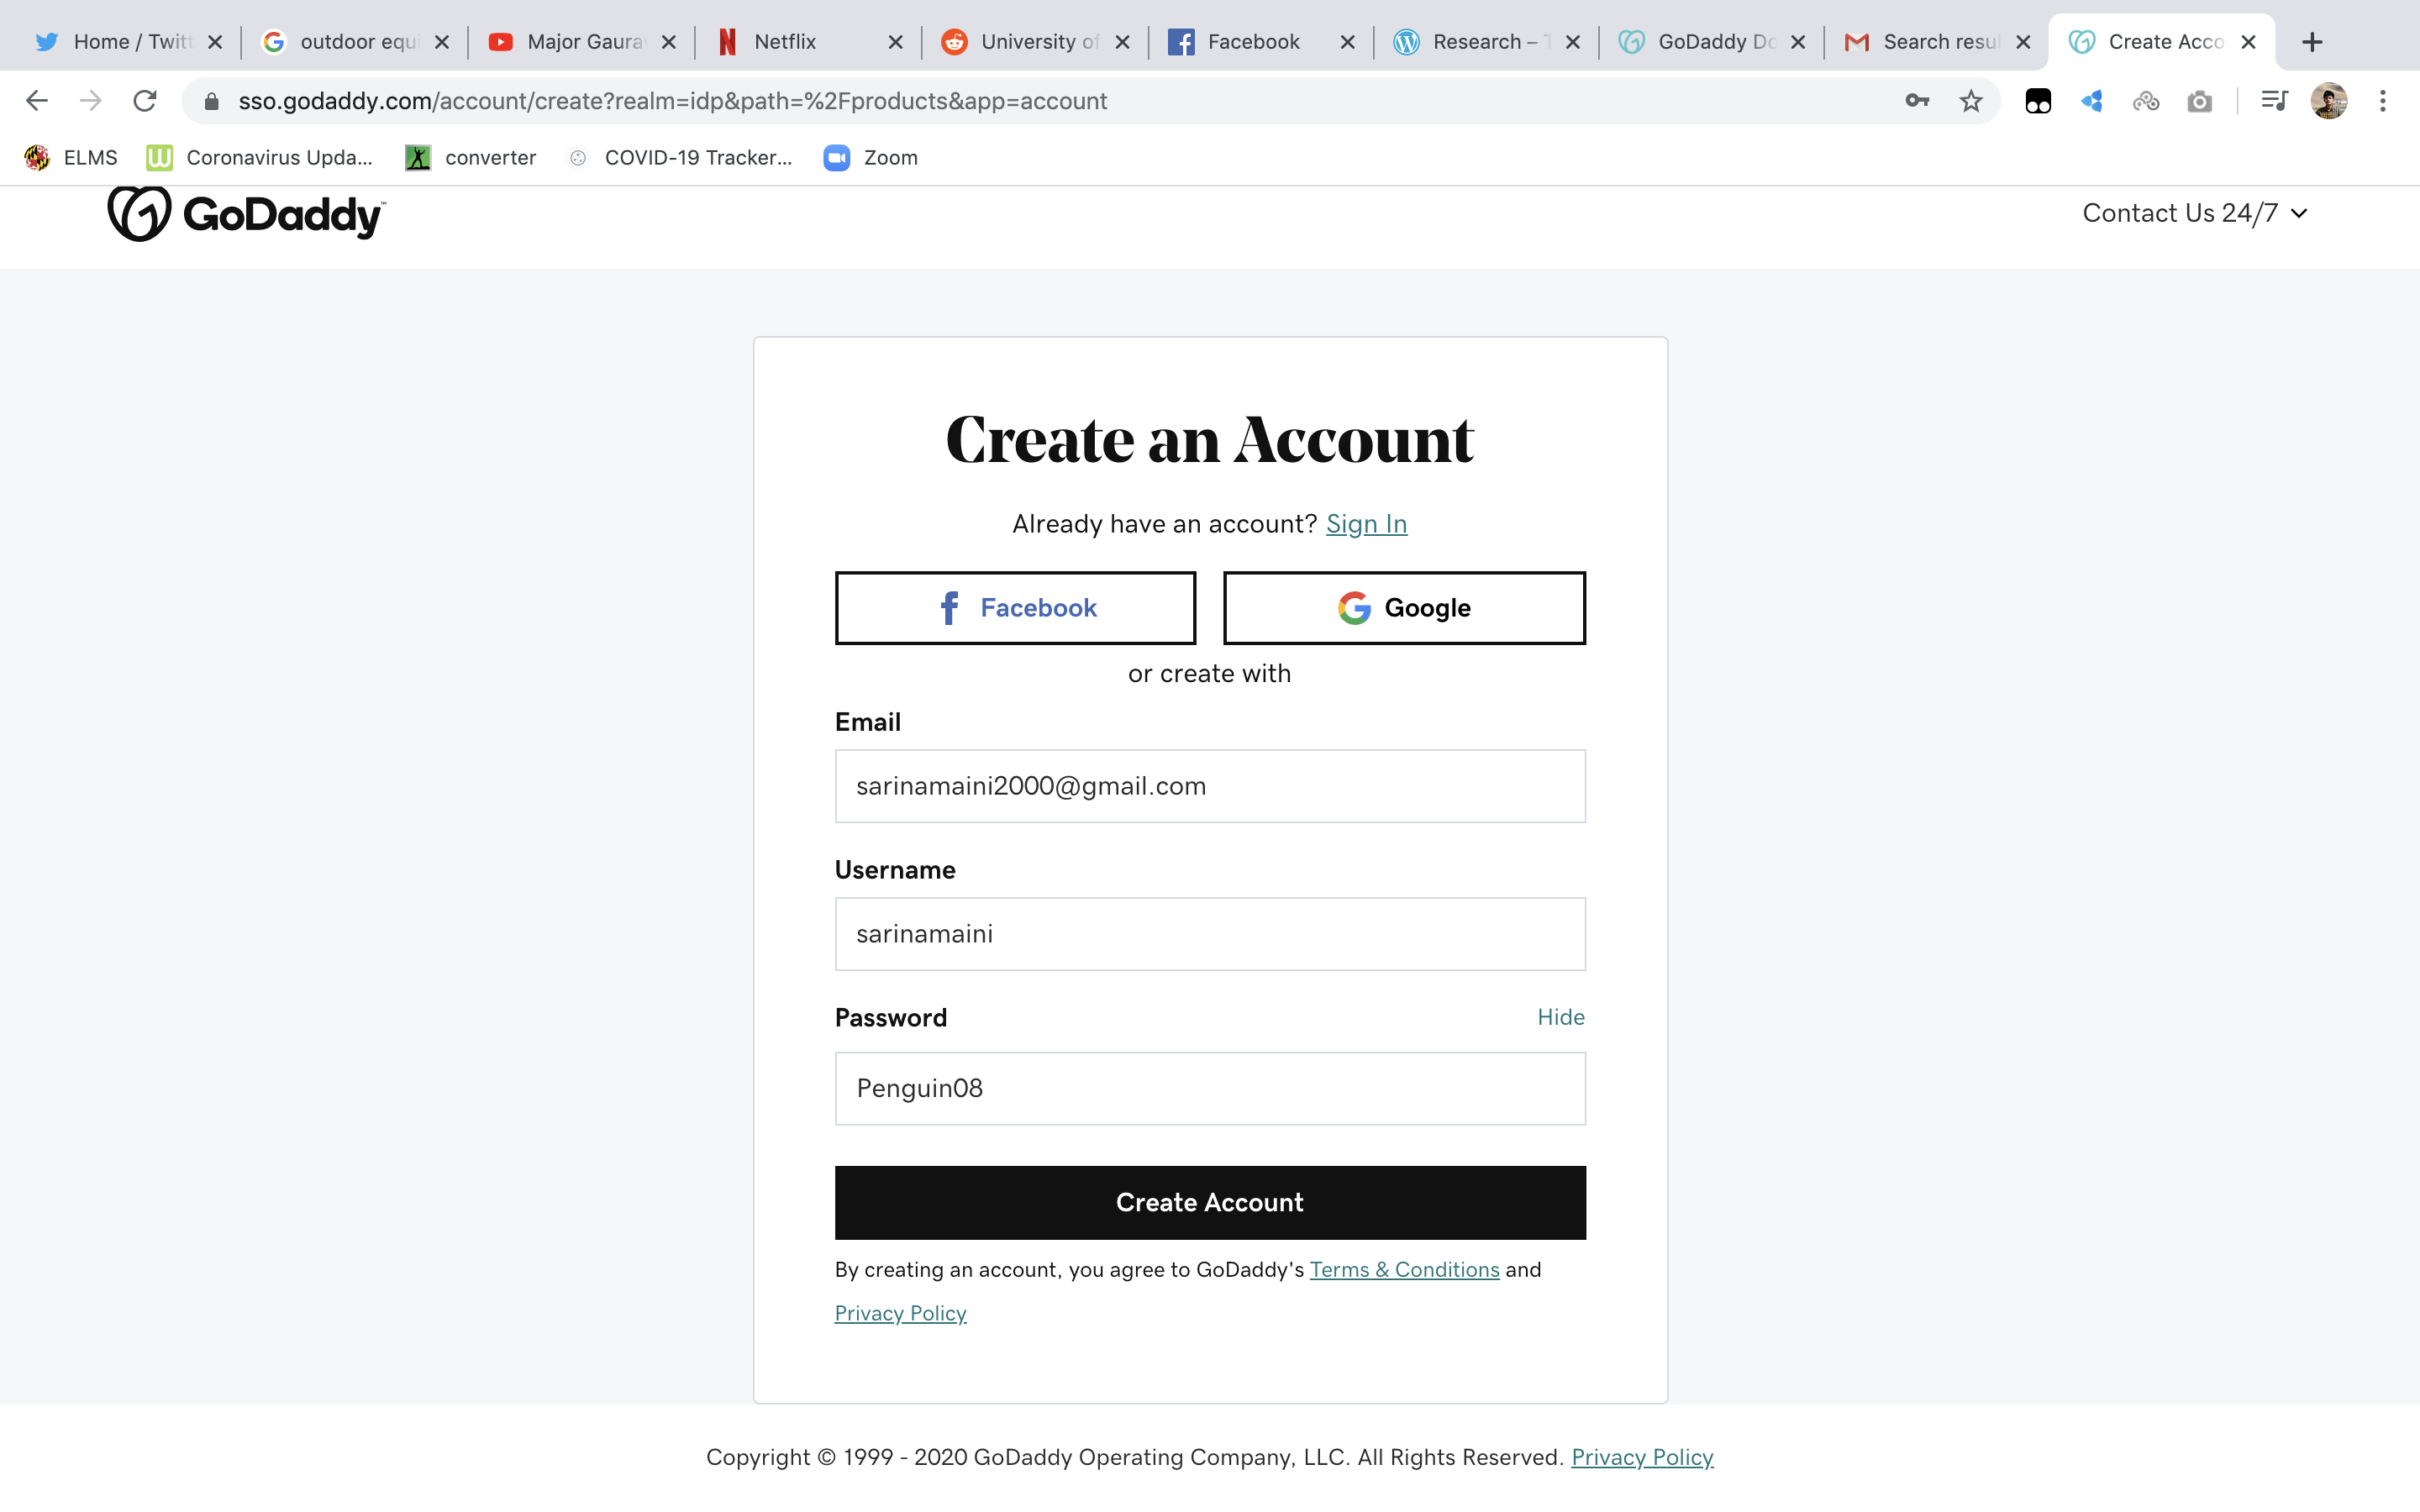 Home / Twit
outdoor equi
Major Gaura
Netflix
University of
Facebook
Research –
GoDaddy Do
Search resul
Create Acco
sso.godaddy.com/account/create?realm=idp&path=%2Fproducts&app=account
ELMS
Coronavirus Upda...
converter
COVID-19 Tracker...
Zoom
GoDaddy™
Contact Us 24/7
Create an Account
Already have an account? Sign In
Facebook
Google
or create with
Email
sarinamaini2000@gmail.com
Username
sarinamaini
Password
Hide
Penguin08
Create Account
By creating an account, you agree to GoDaddy's Terms & Conditions and
Privacy Policy
Copyright © 1999 - 2020 GoDaddy Operating Company, LLC. All Rights Reserved. Privacy Policy